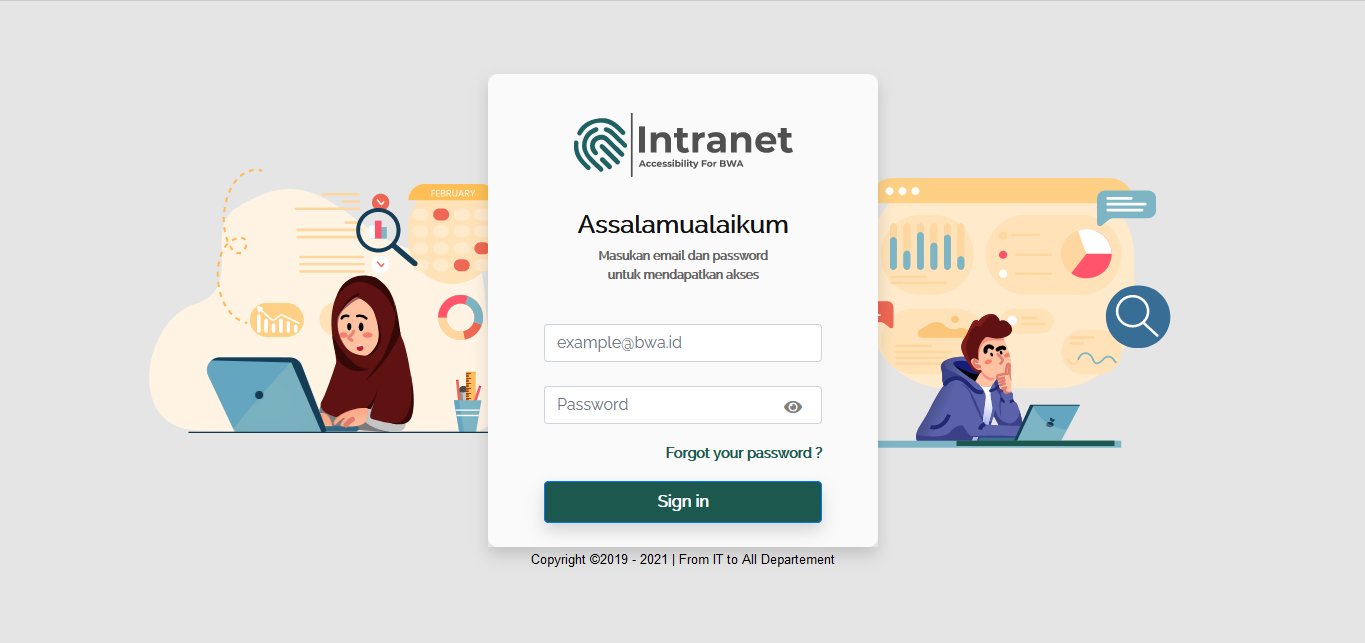 Intranet
Accessibility For BWA
FEBRUARY
Assalamualaikum
Masukan email dan password
untuk mendapatkan akses
example@bwa.id
Password
Forgot your password ?
Sign in
Copyright ©2019 - 2021 | From IT to All Departement